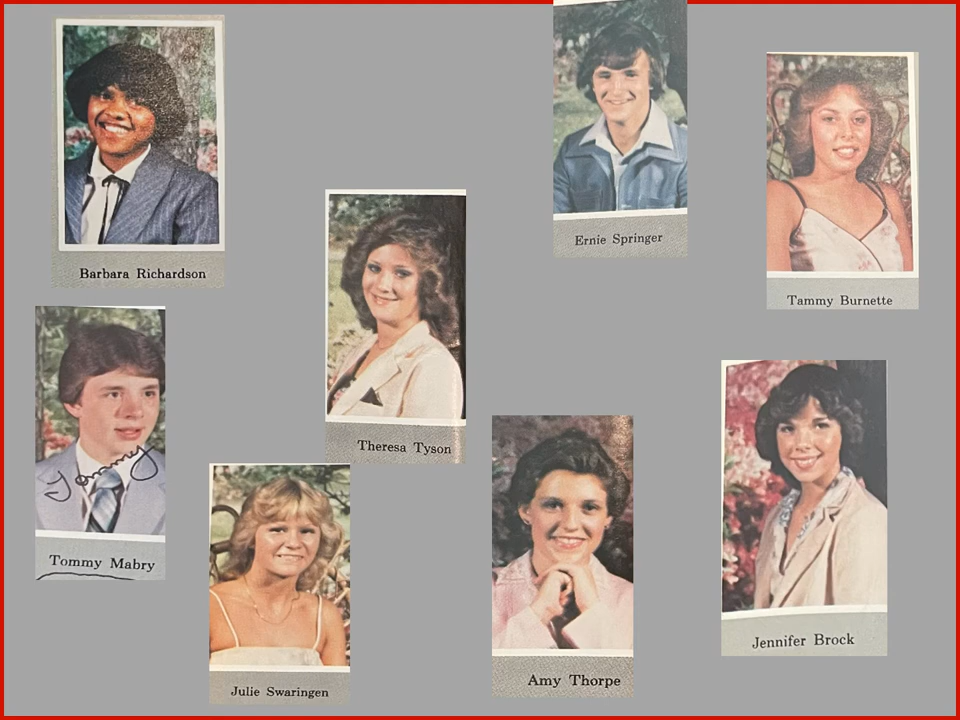 Barbara Richardson
Ernie Springer
Tammy Burnette
Theresa Tyson
Tommy
Tommy Mabry
Julie Swaringen
Amy Thorpe
Jennifer Brock